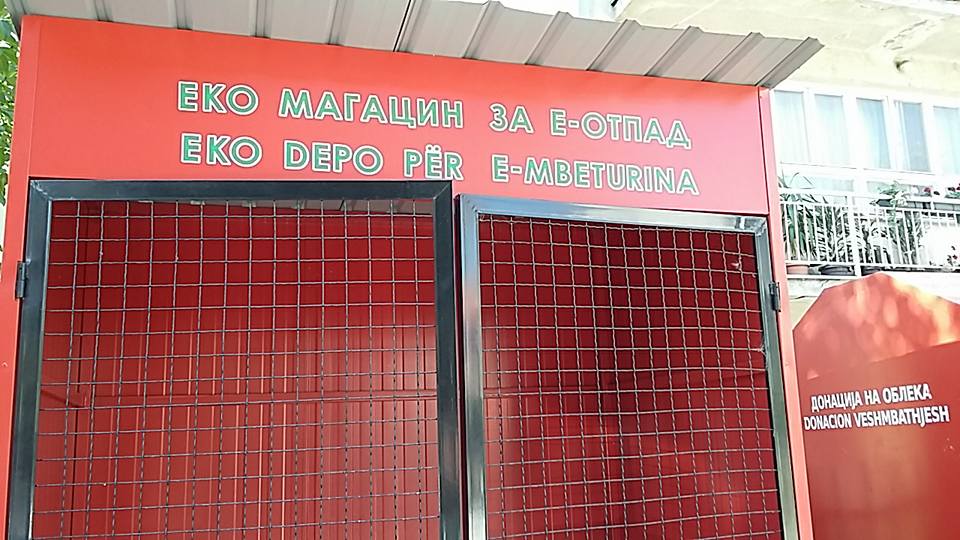 ЕКО МАГАЦИН ЗА Е-ОТПАД
EKO DEPO PËR E-MBETURINA
ДОНАЦИЈА НА ОБЛЕКА
DONACION VESHMBATHJESH